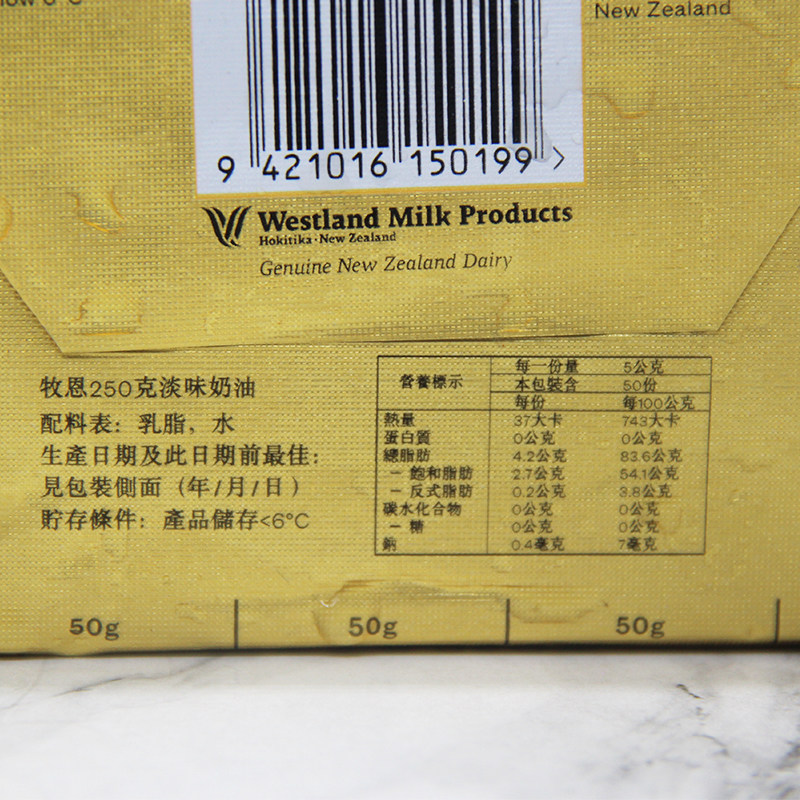 New Zealand
9 421016 150199 >
Westland Milk Products
Hokitika · New Zealand
Genuine New Zealand Dairy
牧恩250克淡味奶油
配料表：乳脂，水
生產日期及此日期前最佳：
見包裝側面（年/月/日）
貯存條件：產品儲存<6°C
營養標示
每一份量 5公克
本包裝含 50份
每份 每100公克
熱量 37大卡 743大卡
蛋白質 0公克 0公克
總脂肪 4.2公克 83.6公克
－ 飽和脂肪 2.7公克 54.1公克
－ 反式脂肪 0.2公克 3.8公克
碳水化合物 0公克 0公克
－ 糖 0公克 0公克
鈉 0.4毫克 7毫克
50g 50g 50g